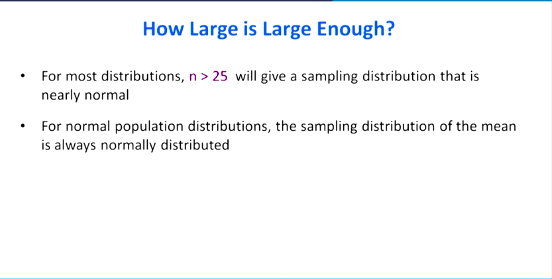 How Large is Large Enough?
• For most distributions, n > 25 will give a sampling distribution that is
nearly normal
• For normal population distributions, the sampling distribution of the mean
is always normally distributed